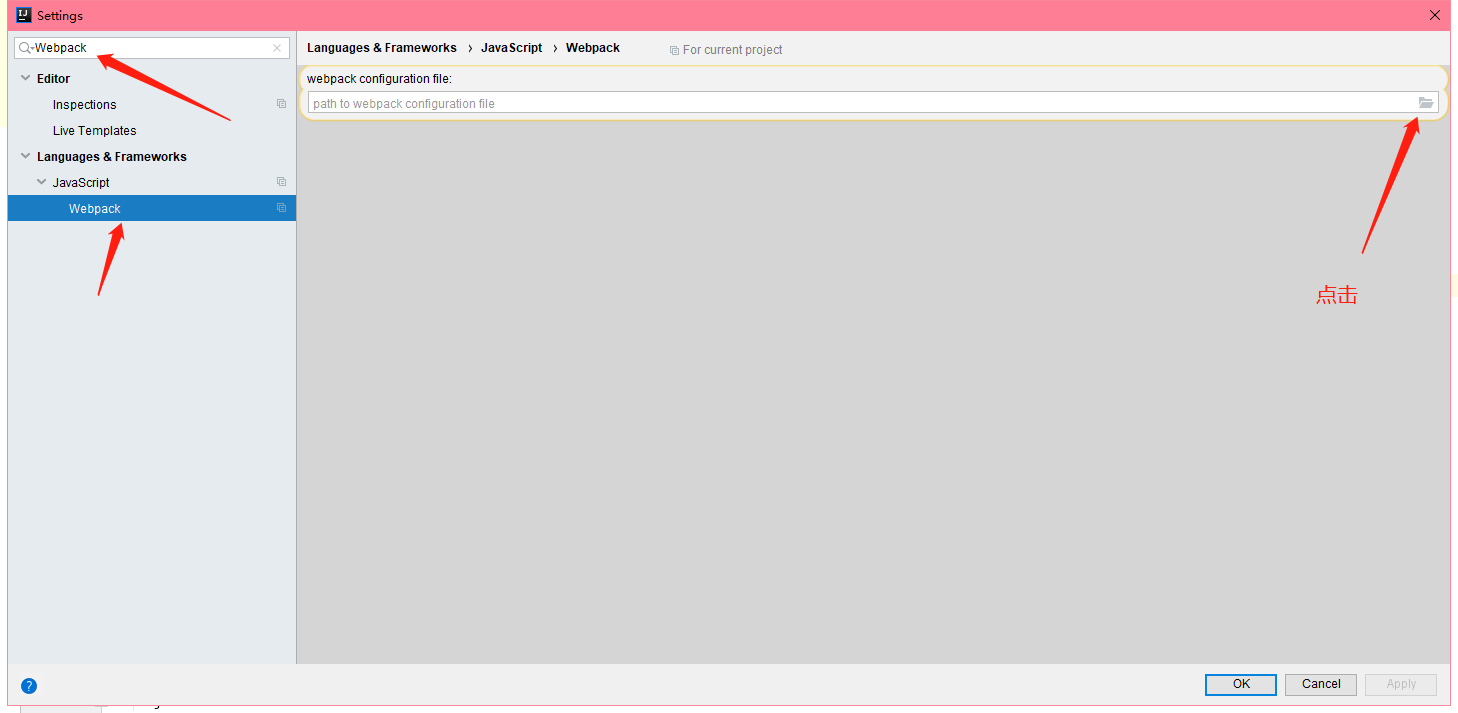 Settings
Webpack
Languages & Frameworks › JavaScript › Webpack For current project
Editor
Inspections
Live Templates
Languages & Frameworks
JavaScript
Webpack
webpack configuration file:
path to webpack configuration file
点击
?
OK Cancel Apply